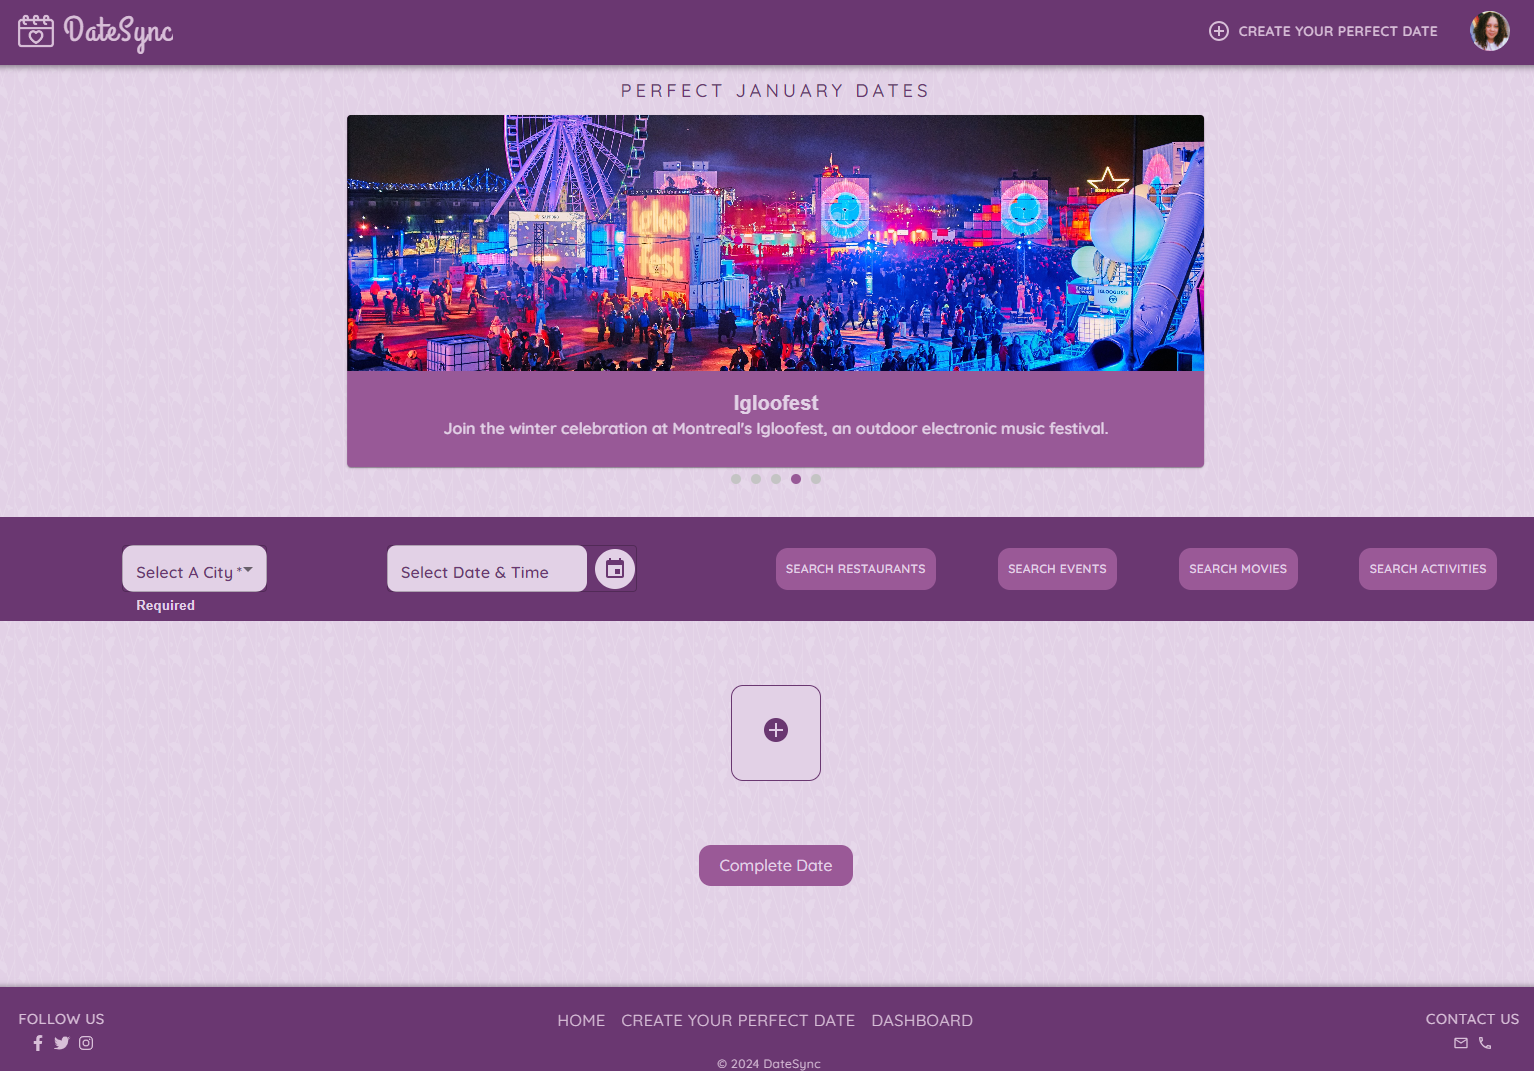 DateSync
CREATE YOUR PERFECT DATE
PERFECT JANUARY DATES
igloo
fest
Igloofest
Join the winter celebration at Montreal's Igloofest, an outdoor electronic music festival.
Select A City *
Required
Select Date & Time
SEARCH RESTAURANTS
SEARCH EVENTS
SEARCH MOVIES
SEARCH ACTIVITIES
Complete Date
FOLLOW US
HOME
CREATE YOUR PERFECT DATE
DASHBOARD
CONTACT US
© 2024 DateSync